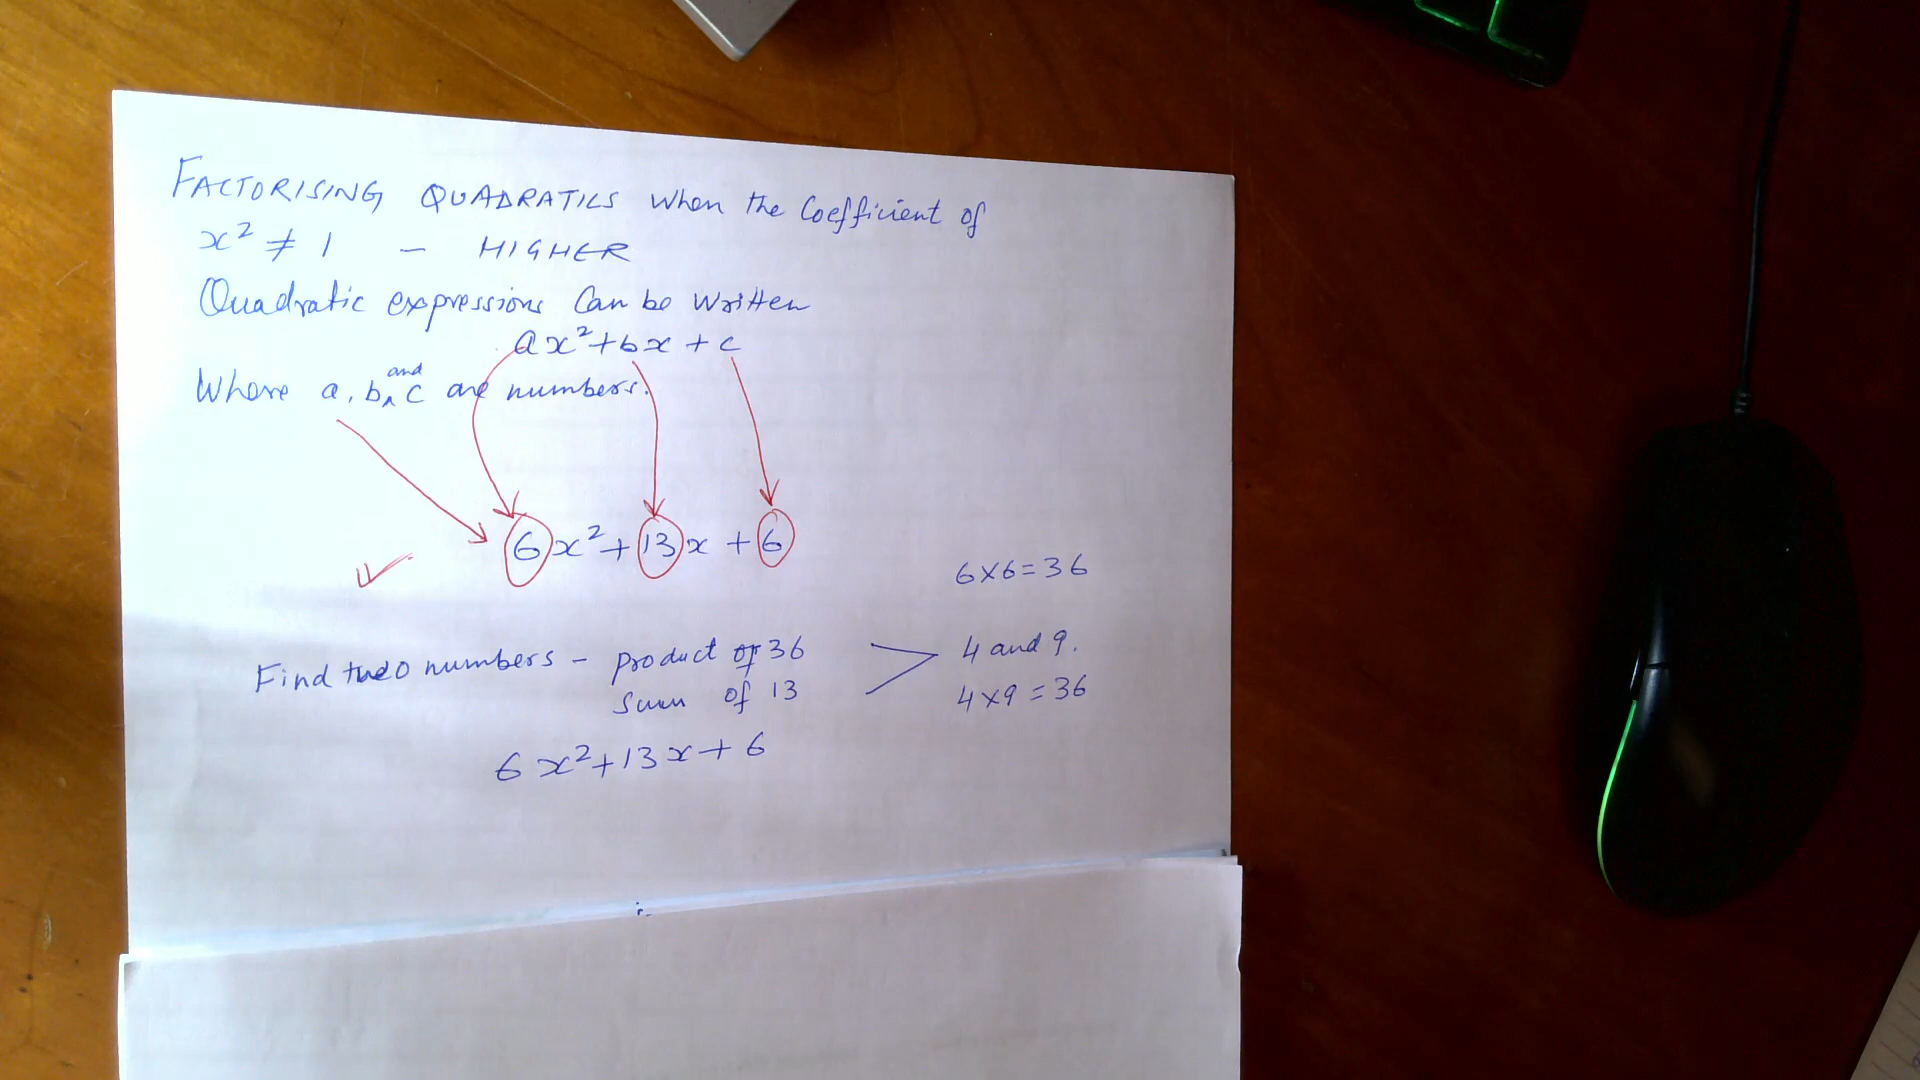 FACTORISING QUADRATICS when the Coefficient of
x² ≠ 1 – HIGHER
Quadratic expressions Can be written
ax² + bx + c
Where a, b, and c are numbers.
6x² + 13x + 6
6×6=36
Find two numbers – product of 36
4 and 9.
Sum of 13
4×9=36
6x² + 13x + 6